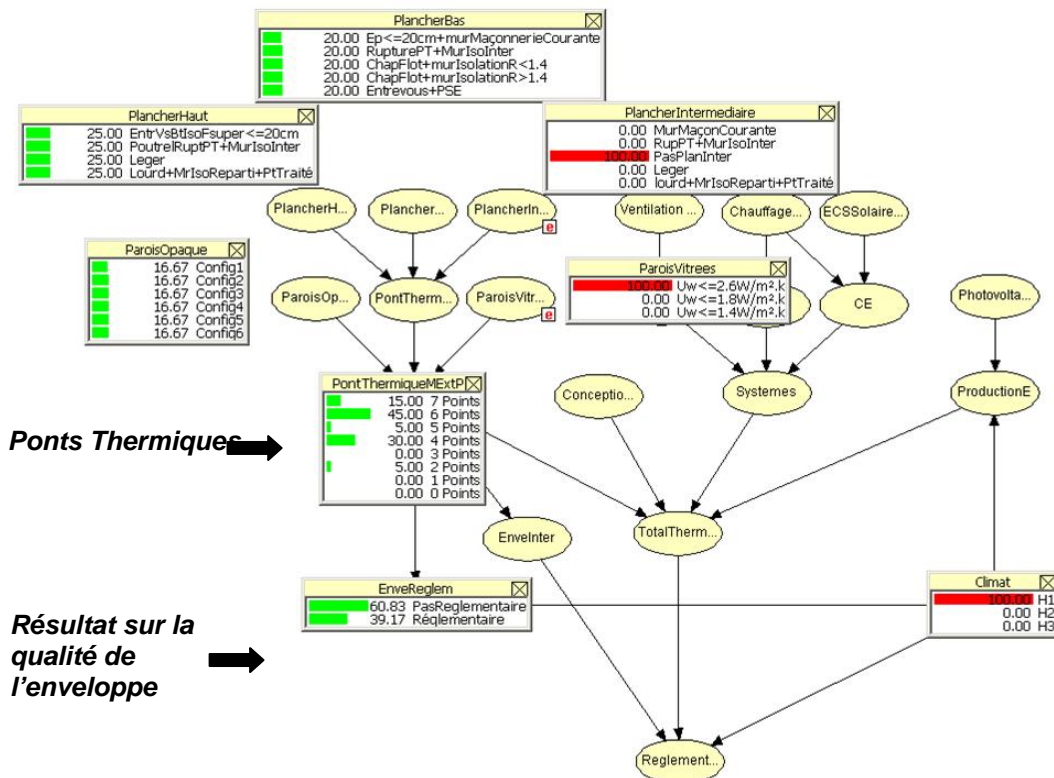 PlancherBas
20.00 Ep<=20cm+murMaçonnerieCourante
20.00 RupturePT+MurIsoInter
20.00 ChapFlot+murIsolationR<1.4
20.00 ChapFlot+murIsolationR>1.4
20.00 Entrevous+PSE
PlancherHaut
25.00 EntrVsBtIsoFsuper<=20cm
25.00 PoutrelRuptPT+MurIsoInter
25.00 Leger
25.00 Lourd+MrIsoReparti+PtTraité
PlancherIntermediaire
0.00 MurMaçonCourante
0.00 RupPT+MurIsoInter
100.00 PasPlanInter
0.00 Leger
0.00 lourd+MrIsoReparti+PtTraité
PlancherH...
Plancher...
PlancherIn...
e
Ventilation ...
Chauffage...
ECSSolaire...
ParoisOpaque
16.67 Config1
16.67 Config2
16.67 Config3
16.67 Config4
16.67 Config5
16.67 Config6
ParoisOp...
PontTherm...
ParoisVitr...
e
ParoisVitrees
100.00 Uw<=2.6W/m².k
0.00 Uw<=1.8W/m².k
0.00 Uw<=1.4W/m².k
CE
Photovolta...
PontThermiqueMExtP
15.00 7 Points
45.00 6 Points
5.00 5 Points
30.00 4 Points
0.00 3 Points
5.00 2 Points
0.00 1 Points
0.00 0 Points
Conceptio...
Systemes
ProductionE
Ponts Thermiques
EnveInter
TotalTherm...
EnveReglem
60.83 PasReglementaire
39.17 Réglementaire
Climat
100.00 H1
0.00 H2
0.00 H3
Résultat sur la
qualité de
l’enveloppe
Reglement...